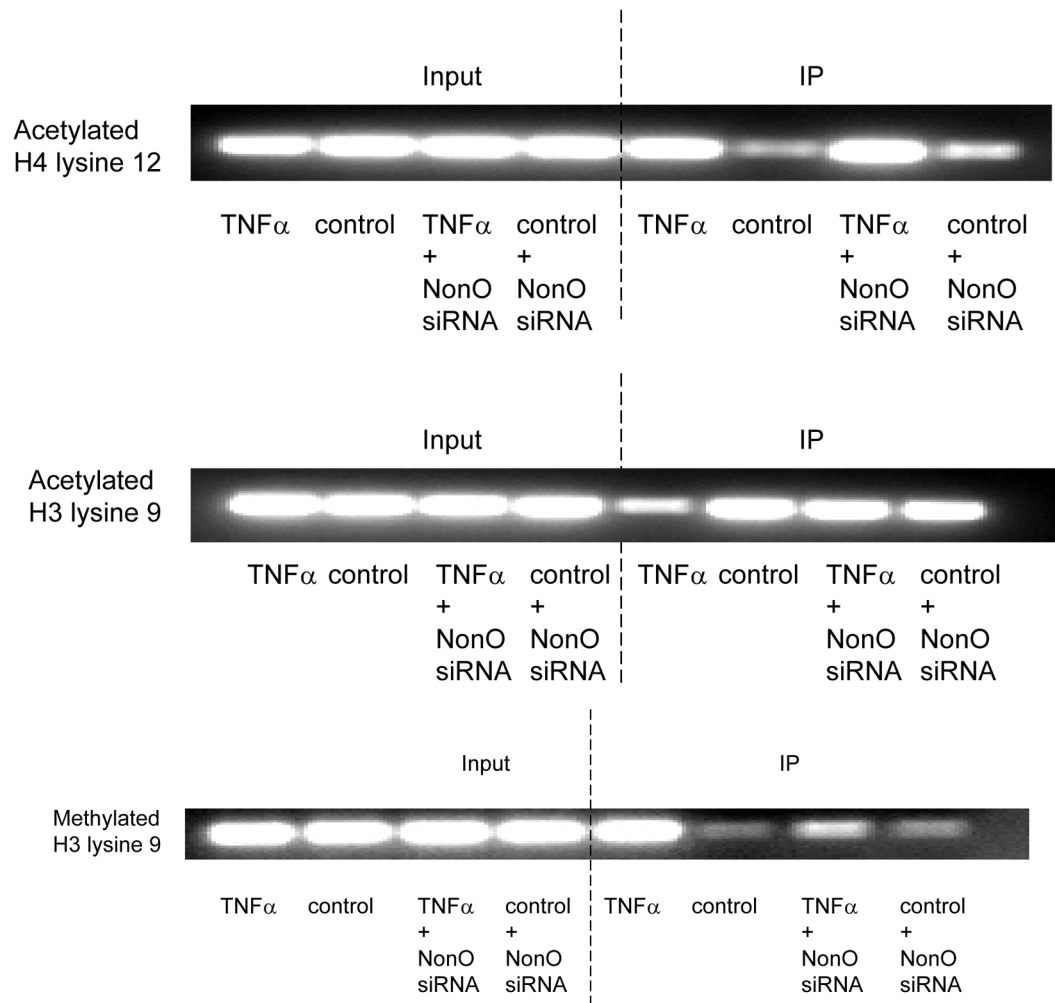 Input IP
Acetylated
H4 lysine 12
TNFα control TNFα control TNFα control TNFα control
+ + + +
NonO NonO NonO NonO
siRNA siRNA siRNA siRNA
Input IP
Acetylated
H3 lysine 9
TNFα control TNFα control TNFα control TNFα control
+ + + +
NonO NonO NonO NonO
siRNA siRNA siRNA siRNA
Input IP
Methylated
H3 lysine 9
TNFα control TNFα control TNFα control TNFα control
+ + + +
NonO NonO NonO NonO
siRNA siRNA siRNA siRNA